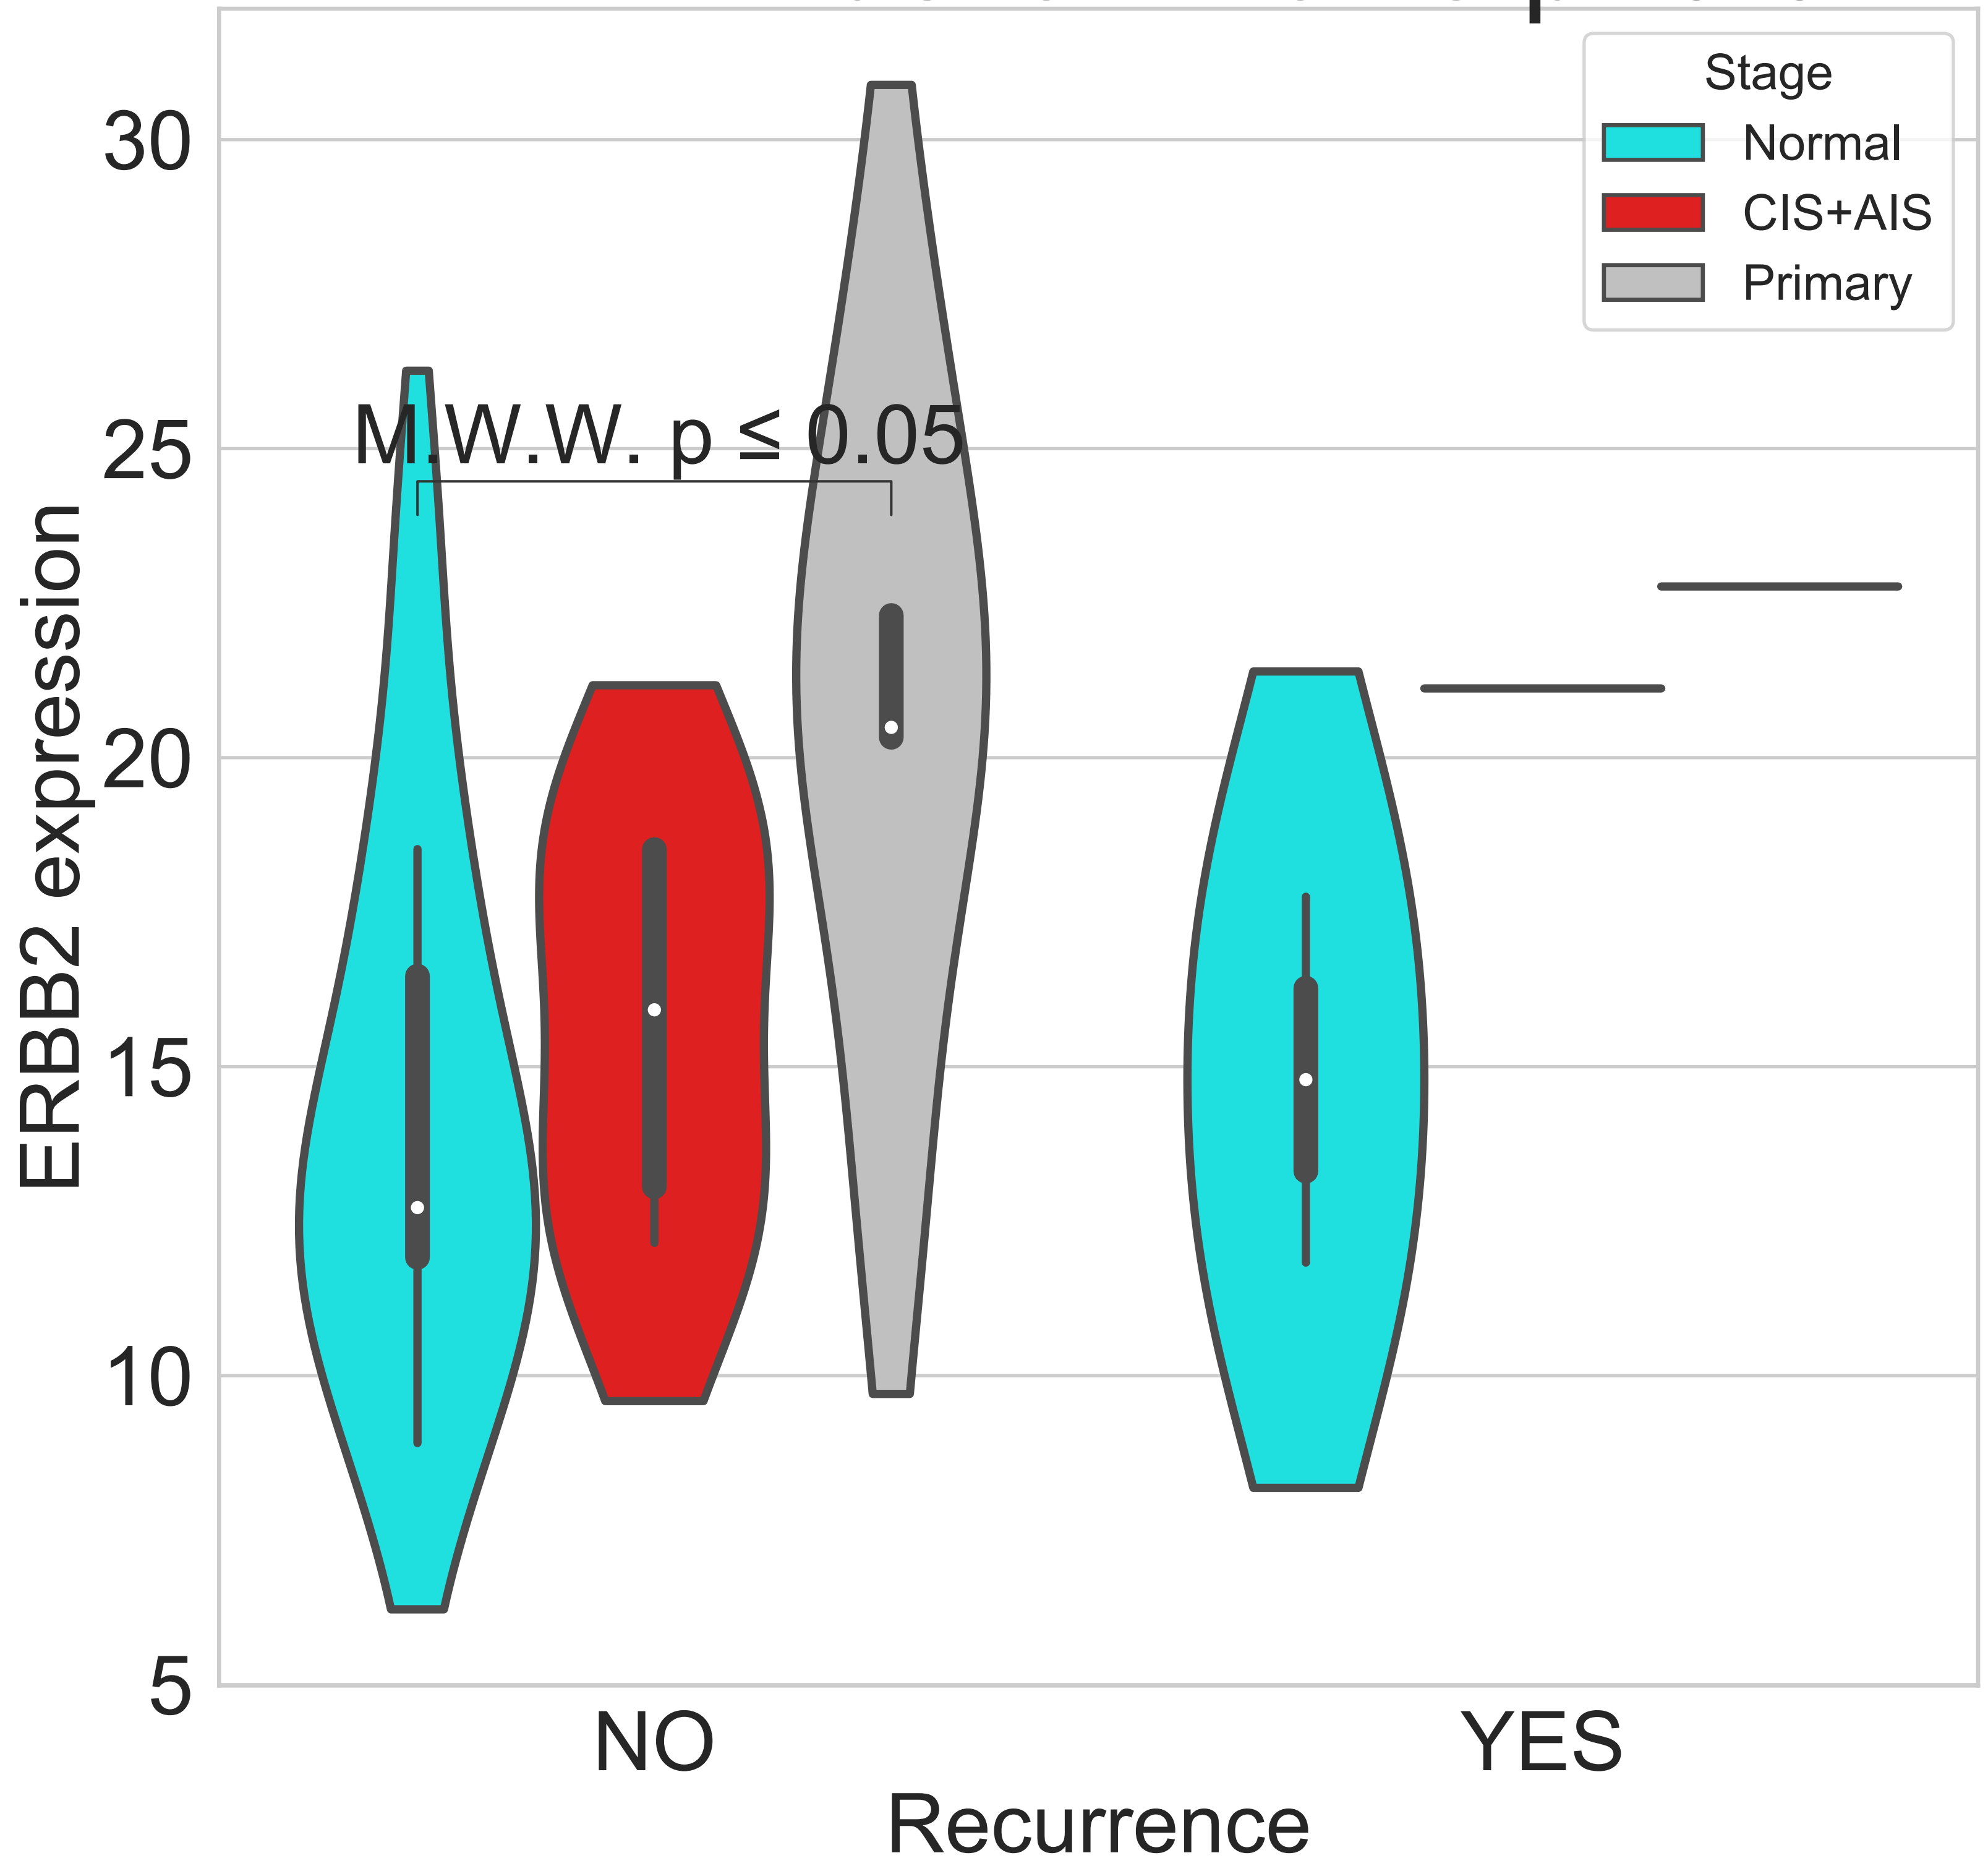 Stage
Normal
CIS+AIS
Primary
30
25
20
15
10
5
M.W.W. p ≤ 0.05
ERBB2 expression
NO
YES
Recurrence